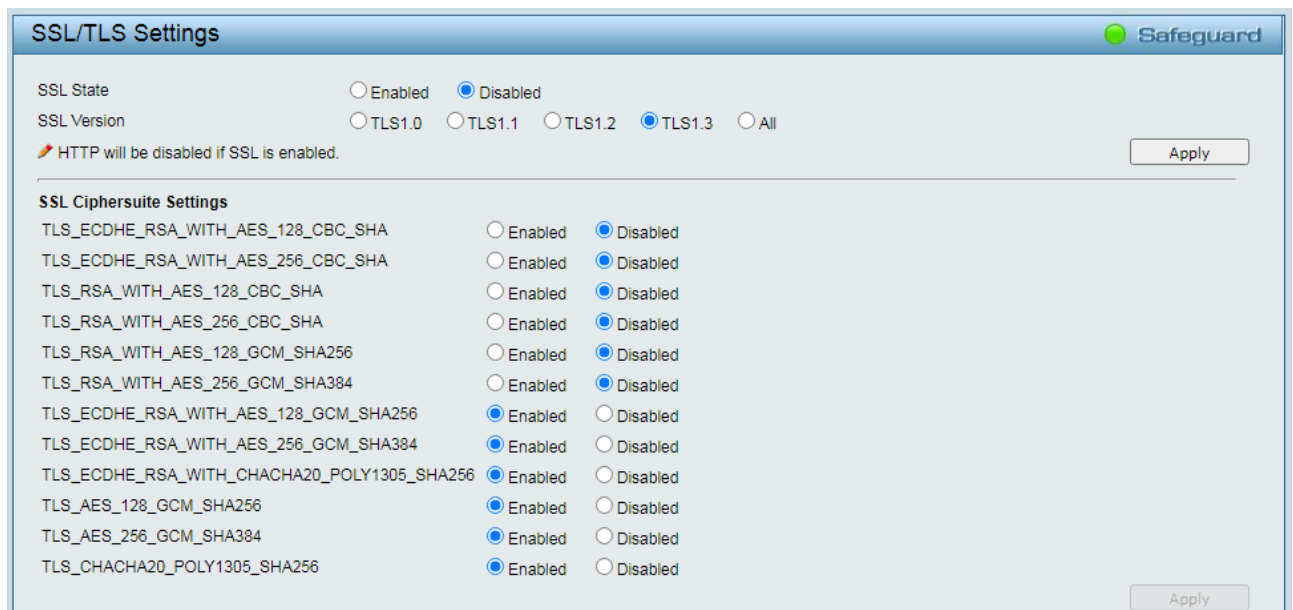 SSL/TLS Settings
Safeguard
SSL State Enabled Disabled
SSL Version TLS1.0 TLS1.1 TLS1.2 TLS1.3 All
HTTP will be disabled if SSL is enabled.
Apply
SSL Ciphersuite Settings
TLS_ECDHE_RSA_WITH_AES_128_CBC_SHA Enabled Disabled
TLS_ECDHE_RSA_WITH_AES_256_CBC_SHA Enabled Disabled
TLS_RSA_WITH_AES_128_CBC_SHA Enabled Disabled
TLS_RSA_WITH_AES_256_CBC_SHA Enabled Disabled
TLS_RSA_WITH_AES_128_GCM_SHA256 Enabled Disabled
TLS_RSA_WITH_AES_256_GCM_SHA384 Enabled Disabled
TLS_ECDHE_RSA_WITH_AES_128_GCM_SHA256 Enabled Disabled
TLS_ECDHE_RSA_WITH_AES_256_GCM_SHA384 Enabled Disabled
TLS_ECDHE_RSA_WITH_CHACHA20_POLY1305_SHA256 Enabled Disabled
TLS_AES_128_GCM_SHA256 Enabled Disabled
TLS_AES_256_GCM_SHA384 Enabled Disabled
TLS_CHACHA20_POLY1305_SHA256 Enabled Disabled
Apply